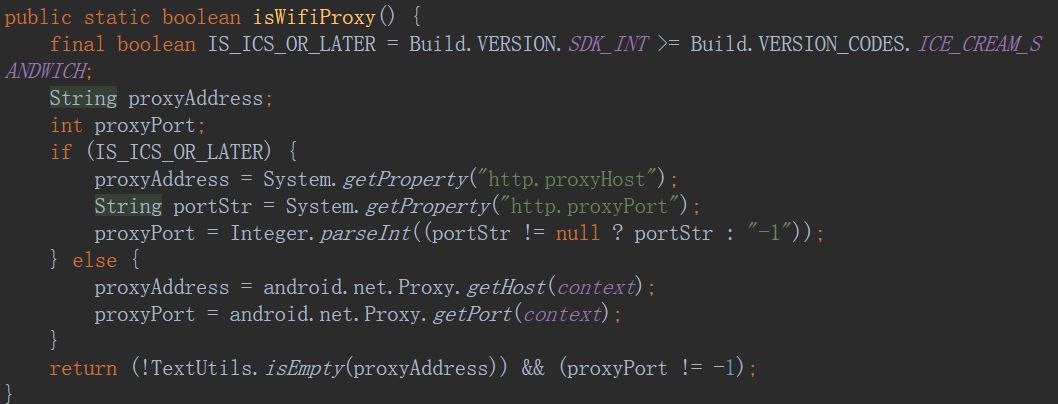 public static boolean isWifiProxy() {
    final boolean IS_ICS_OR_LATER = Build.VERSION.SDK_INT >= Build.VERSION_CODES.ICE_CREAM_S
ANDWICH;
    String proxyAddress;
    int proxyPort;
    if (IS_ICS_OR_LATER) {
        proxyAddress = System.getProperty("http.proxyHost");
        String portStr = System.getProperty("http.proxyPort");
        proxyPort = Integer.parseInt((portStr != null ? portStr : "-1"));
    } else {
        proxyAddress = android.net.Proxy.getHost(context);
        proxyPort = android.net.Proxy.getPort(context);
    }
    return (!TextUtils.isEmpty(proxyAddress)) && (proxyPort != -1);
}